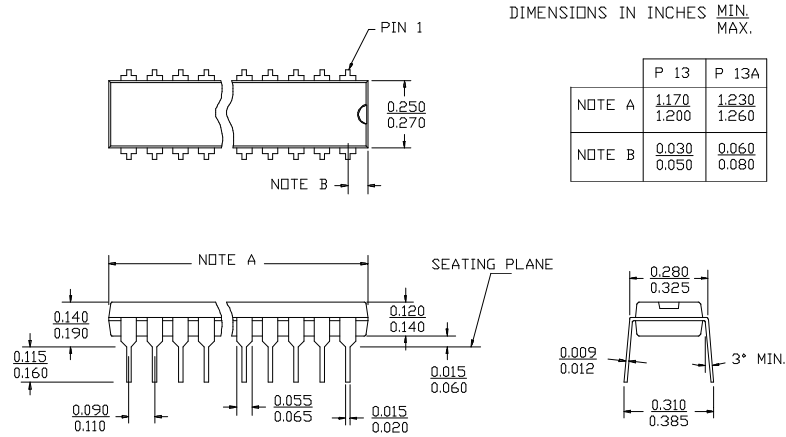 DIMENSIONS IN INCHES MIN.
MAX.
PIN 1
P 13 P 13A
NOTE A 1.170 1.230
1.200 1.260
NOTE B 0.030 0.060
0.050 0.080
0.250
0.270
NOTE B
NOTE A
SEATING PLANE
0.280
0.325
0.140
0.190
0.120
0.140
0.115
0.160
0.009
0.012
3° MIN.
0.015
0.060
0.090
0.110
0.055
0.065
0.015
0.020
0.310
0.385